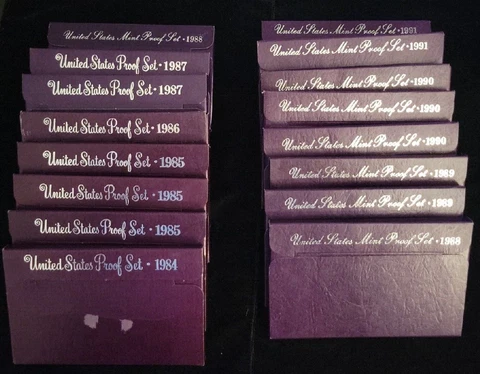 United States Mint Proof Set • 1988
United States Proof Set • 1987
United States Proof Set • 1987
United States Proof Set • 1986
United States Proof Set • 1985
United States Proof Set • 1985
United States Proof Set • 1985
United States Proof Set • 1984
United States Mint Proof Set • 1991
United States Mint Proof Set • 1991
United States Mint Proof Set • 1990
United States Mint Proof Set • 1990
United States Mint Proof Set • 1990
United States Mint Proof Set • 1989
United States Mint Proof Set • 1989
United States Mint Proof Set • 1988